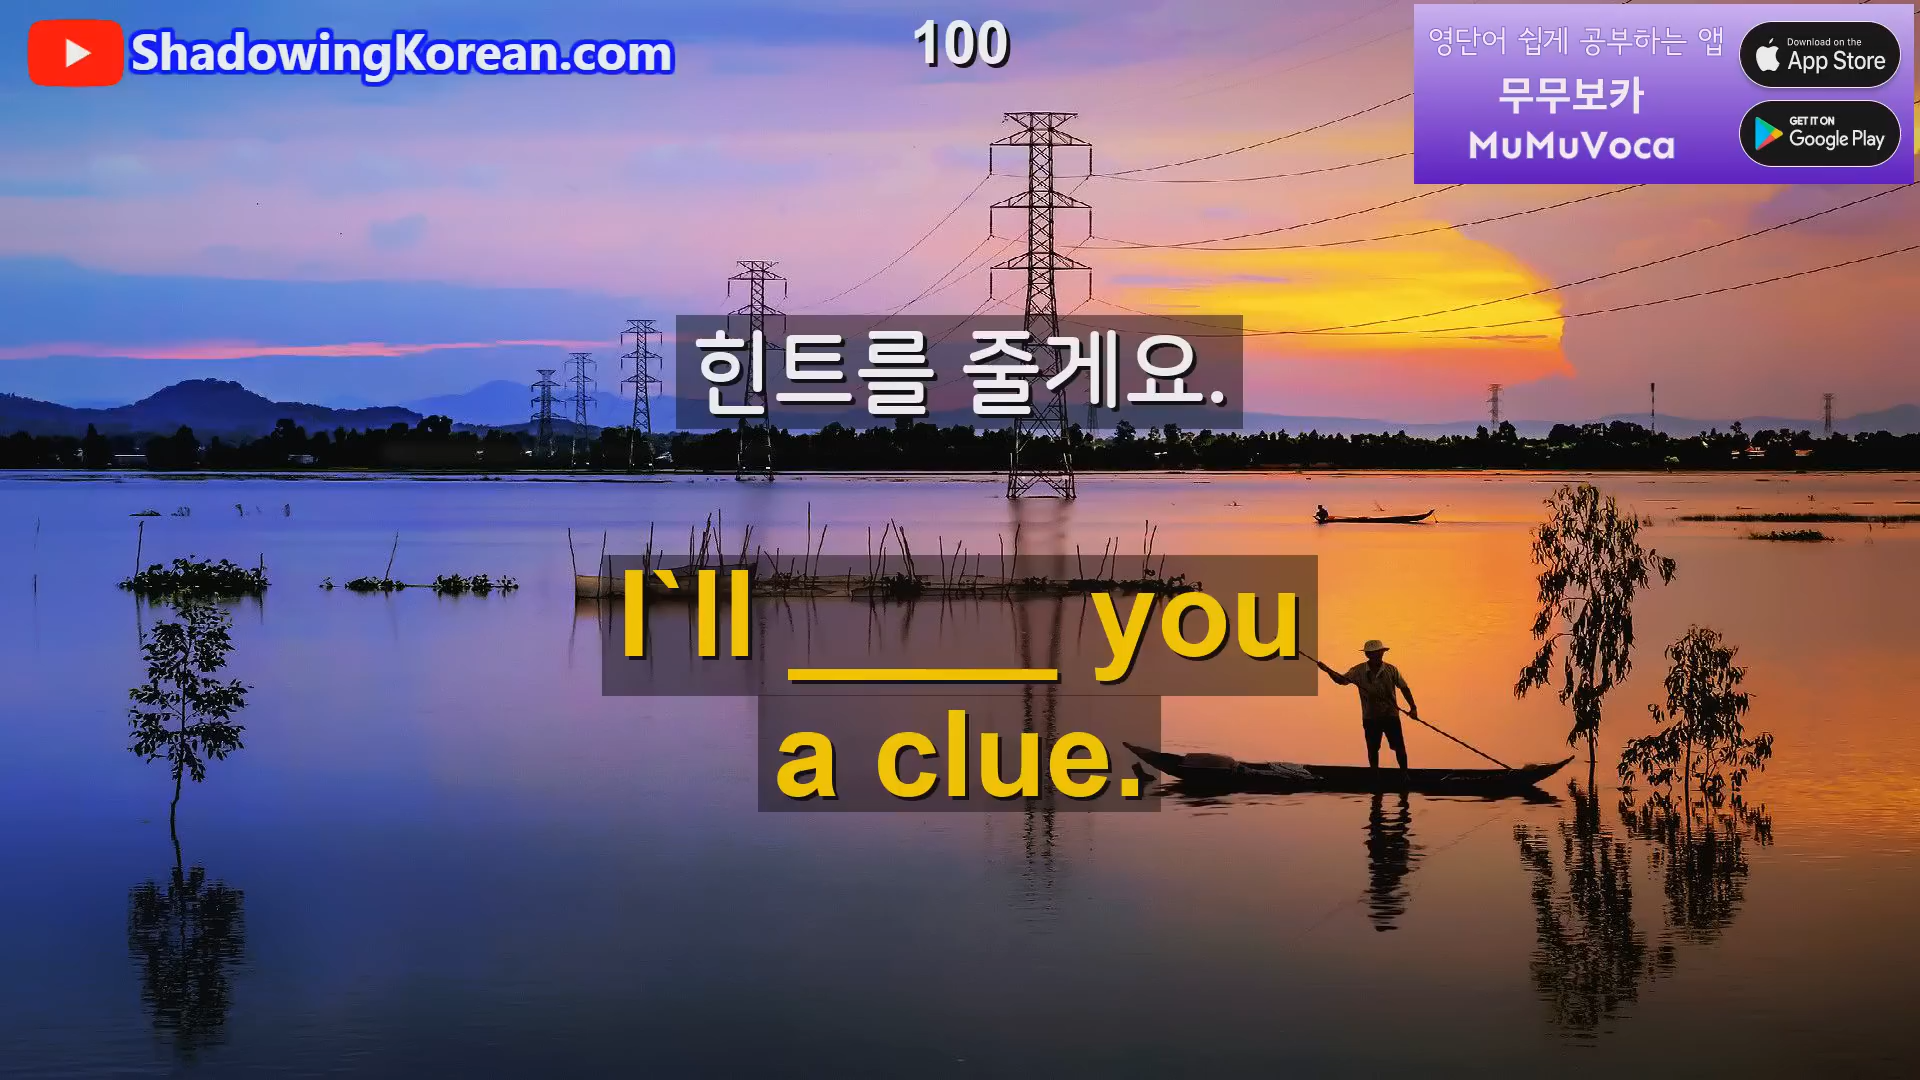 ShadowingKorean.com
100
영단어 쉽게 공부하는 앱
무무보카
MuMuVoca
Download on the
App Store
GET IT ON
Google Play
힌트를 줄게요.
I`ll ____ you
a clue.